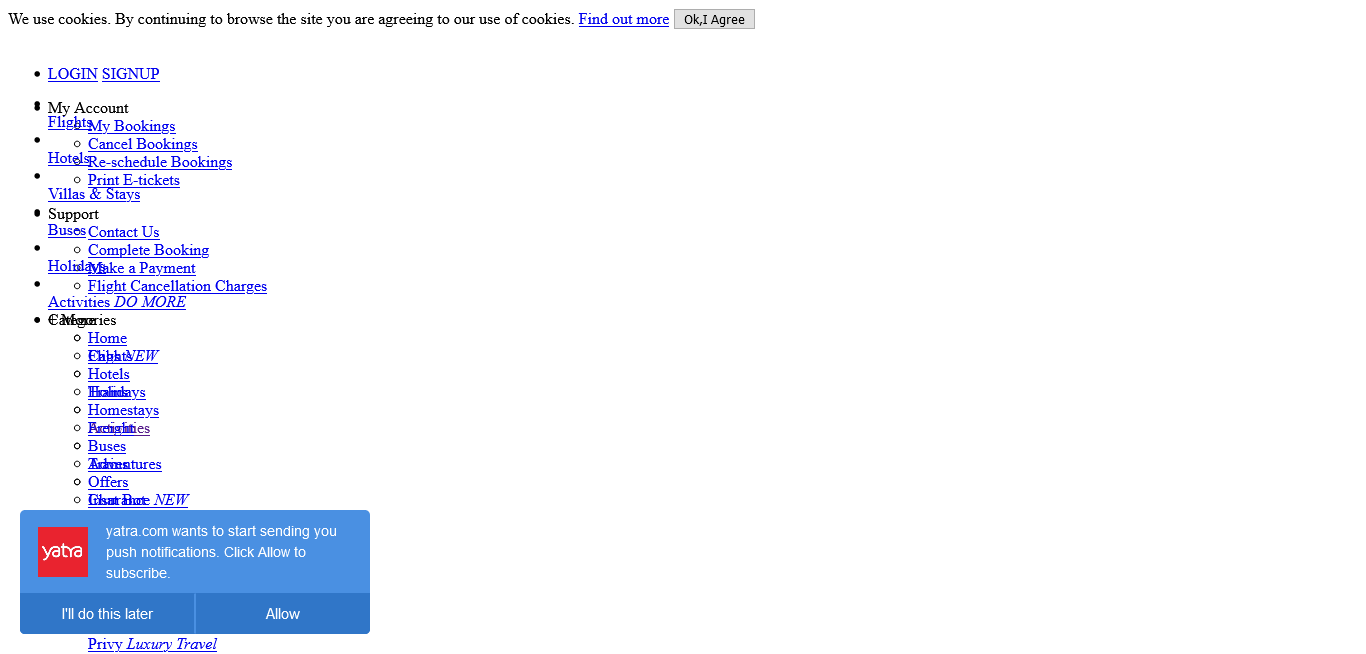 We use cookies. By continuing to browse the site you are agreeing to our use of cookies. Find out more Ok,I Agree
LOGIN SIGNUP
My Account
Flights
My Bookings
Cancel Bookings
Hotels
Re-schedule Bookings
Print E-tickets
Villas & Stays
Support
Buses
Contact Us
Complete Booking
Holidays
Make a Payment
Flight Cancellation Charges
Activities DO MORE
Categories
+ More
Home
Flights
NEW
Hotels
Holidays
Trains
Homestays
Activities
Freight
Buses
Adventures
Trains
Offers
Chat Bot NEW
Insurance
yatra
yatra.com wants to start sending you
push notifications. Click Allow to
subscribe.
I'll do this later
Allow
Privy Luxury Travel